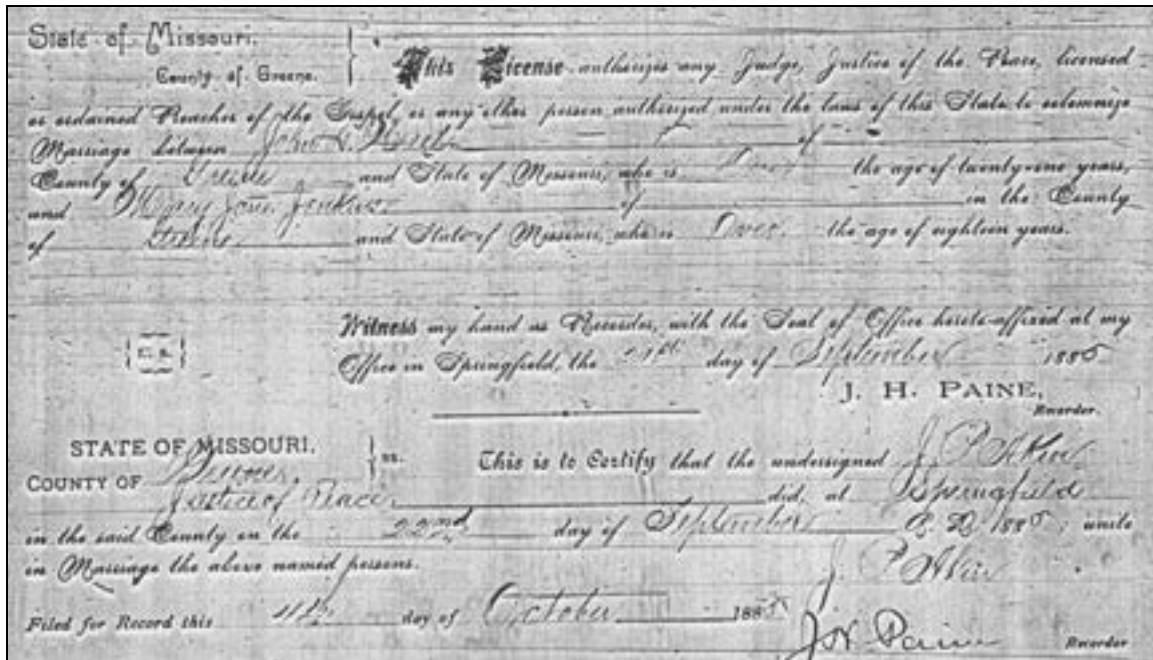 State of Missouri.
County of Greene.
This License authorizes any Judge, Justice of the Peace, licensed
or ordained Preacher of the Gospel, or any other person authorized under the laws of this State to solemnize
Marriage between John of
County of Greene and State of Missouri, who is Over the age of twenty-one years,
and Mary Jane Jenkins of in the County
of Greene and State of Missouri, who is Over the age of eighteen years.
Witness my hand as Recorder, with the Seal of Office hereto affixed at my
Office in Springfield, the day of September 1885
J. H. PAINE,
Recorder.
STATE OF MISSOURI,
COUNTY OF Greene ss. This is to Certify that the undersigned J. P.
Justice of Peace did, at Springfield
in the said County on the 22nd day of September A.D. 1885, unite
in Marriage the above named persons.
J. P.
Filed for Record this 4th day of October 1885
J. H. Paine Recorder